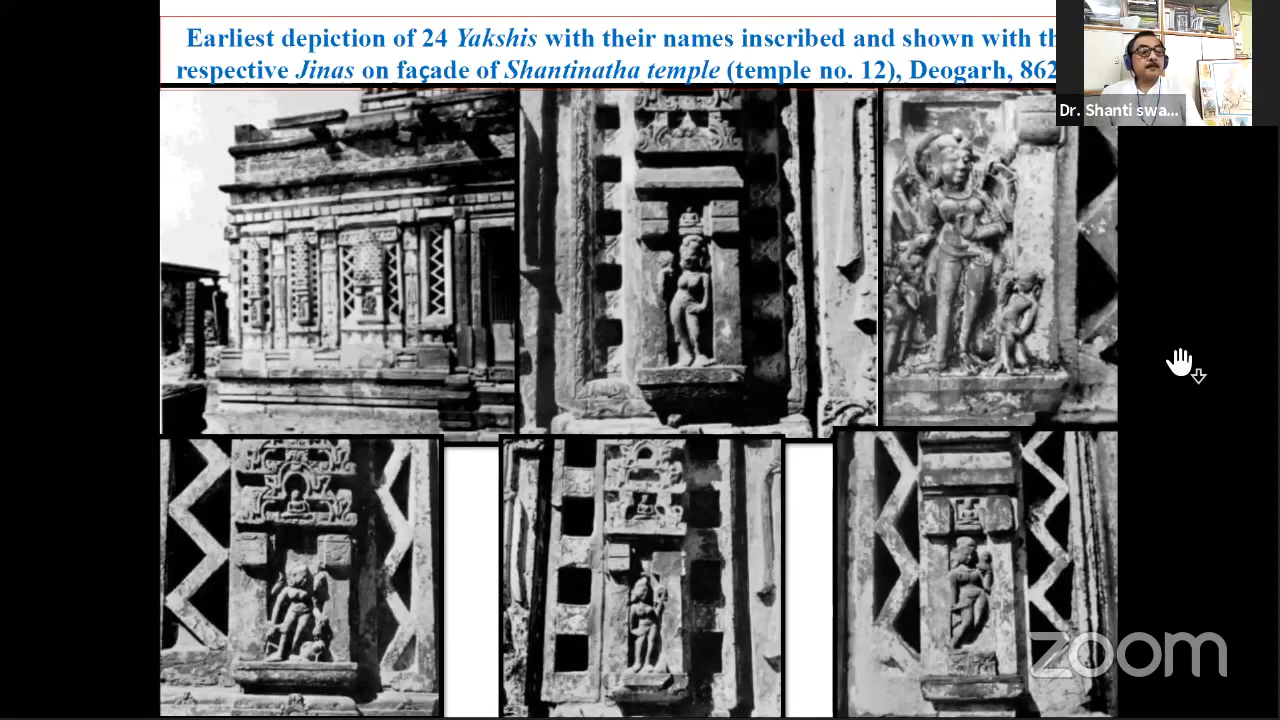 Earliest depiction of 24 Yakshis with their names inscribed and shown with th
respective Jinas on façade of Shantinatha temple (temple no. 12), Deogarh, 862
Dr. Shanti swa...
zoom